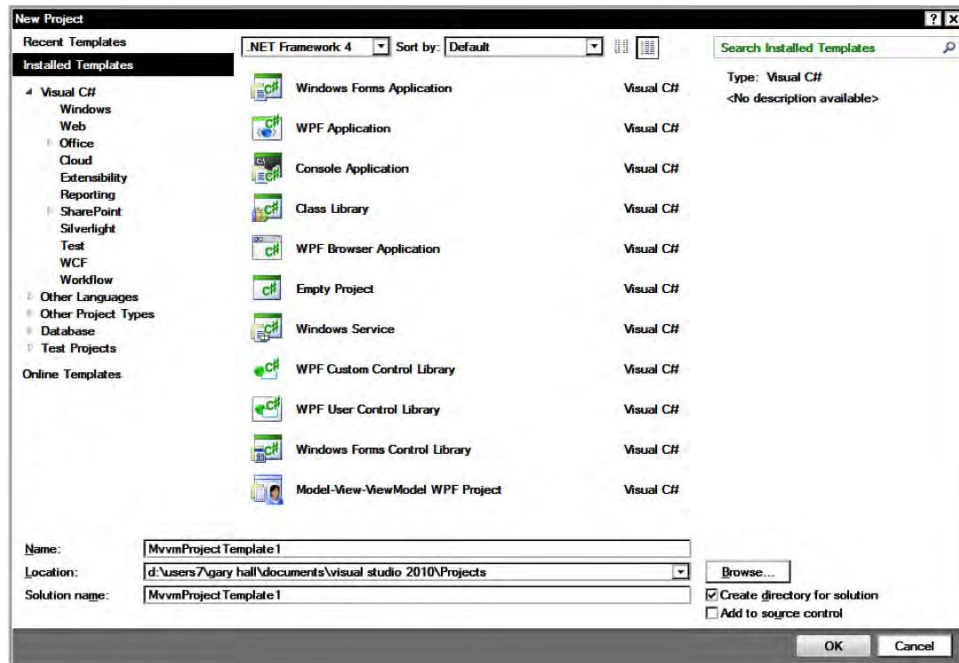 New Project
Recent Templates
Installed Templates
Visual C#
Windows
Web
Office
Cloud
Extensibility
Reporting
SharePoint
Silverlight
Test
WCF
Workflow
Other Languages
Other Project Types
Database
Test Projects
Online Templates
.NET Framework 4 Sort by: Default
Windows Forms Application Visual C#
WPF Application Visual C#
Console Application Visual C#
Class Library Visual C#
WPF Browser Application Visual C#
Empty Project Visual C#
Windows Service Visual C#
WPF Custom Control Library Visual C#
WPF User Control Library Visual C#
Windows Forms Control Library Visual C#
Model-View-ViewModel WPF Project Visual C#
Search Installed Templates
Type: Visual C#
<No description available>
Name: MvvmProjectTemplate1
Location: d:\users7\gary hall\documents\visual studio 2010\Projects Browse...
Solution name: MvvmProjectTemplate1
Create directory for solution
Add to source control
OK Cancel